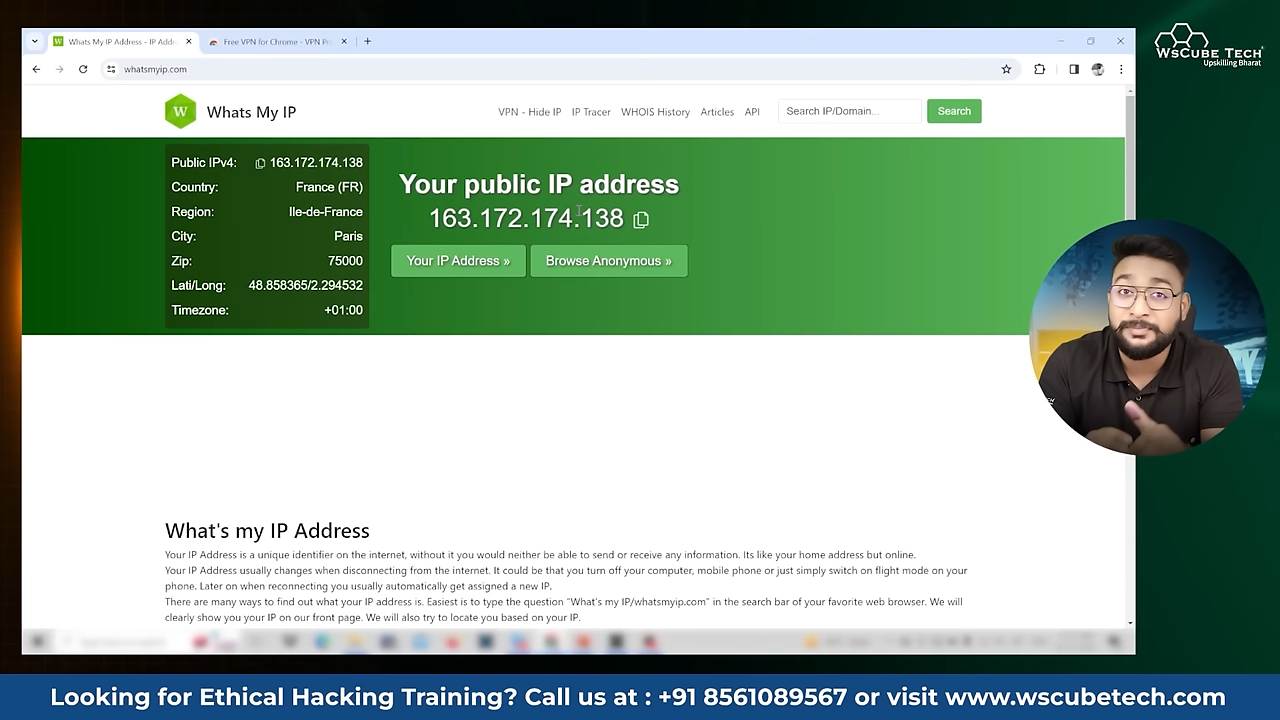 Whats My IP Address - IP Addr
Free VPN for Chrome - VPN Pr
WsCube Tech
Upskilling Bharat
whatsmyip.com
W
Whats My IP
VPN - Hide IP
IP Tracer
WHOIS History
Articles
API
Search IP/Domain...
Search
Public IPv4: 163.172.174.138
Country: France (FR)
Region: Ile-de-France
City: Paris
Zip: 75000
Lati/Long: 48.858365/2.294532
Timezone: +01:00
Your public IP address
163.172.174.138
Your IP Address »
Browse Anonymous »
What's my IP Address
Your IP Address is a unique identifier on the internet, without it you would neither be able to send or receive any information. Its like your home address but online.
Your IP Address usually changes when disconnecting from the internet. It could be that you turn off your computer, mobile phone or just simply switch on flight mode on your
phone. Later on when reconnecting you usually automatically get assigned a new IP.
There are many ways to find out what your IP address is. Easiest is to type the question "What's my IP/whatsmyip.com" in the search bar of your favorite web browser. We will
clearly show you your IP on our front page. We will also try to locate you based on your IP.
Looking for Ethical Hacking Training? Call us at : +91 8561089567 or visit www.wscubetech.com